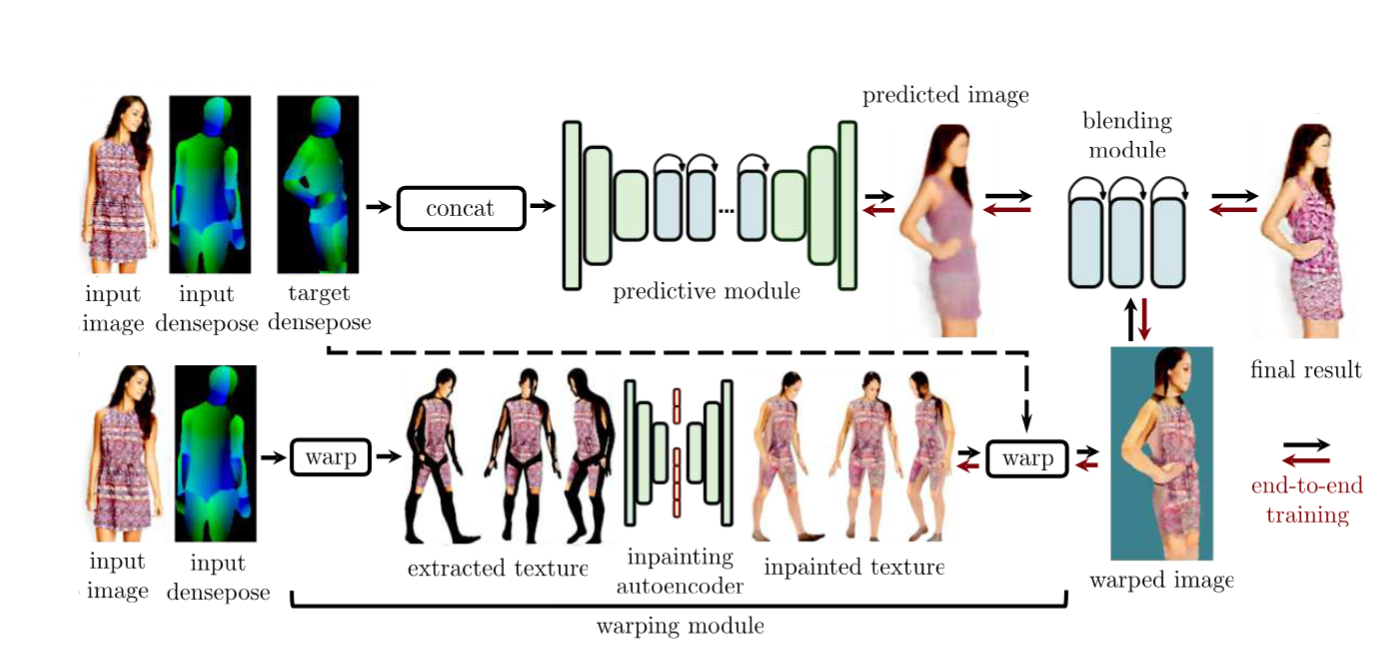 predicted image
blending
module
concat
...
input
image
input
densepose
target
densepose
predictive module
final result
warp
warp
end-to-end
training
input
image
input
densepose
extracted texture
inpainting
autoencoder
inpainted texture
warped image
warping module